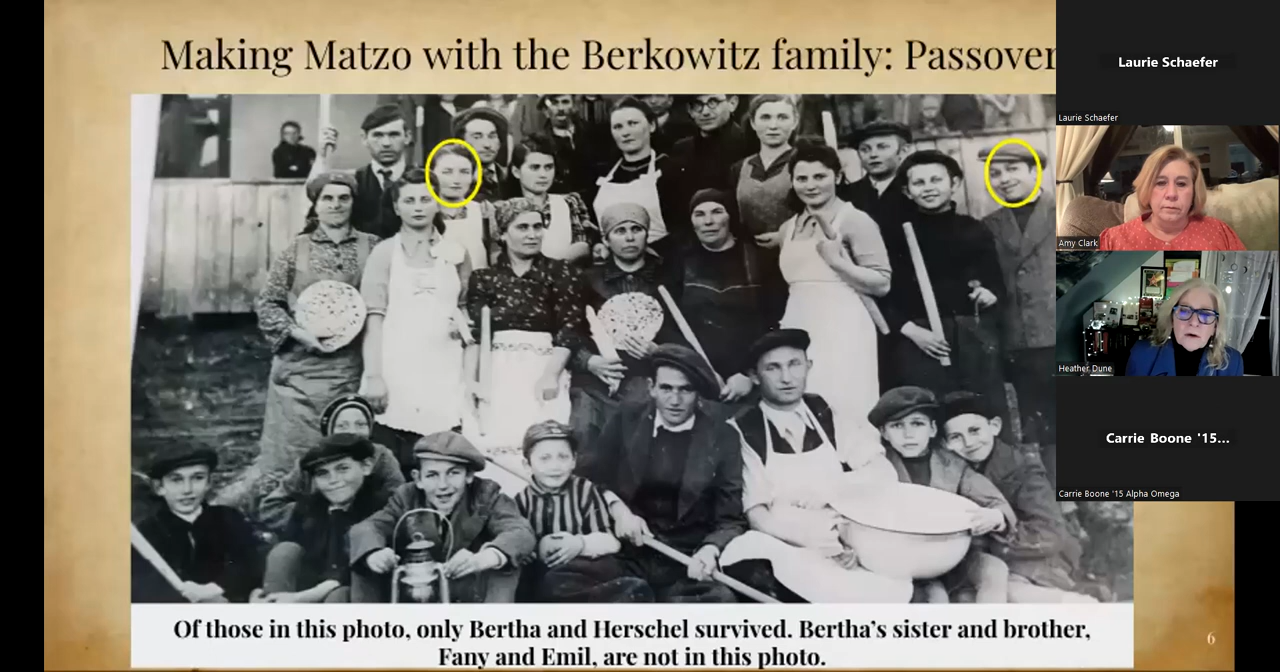 Making Matzo with the Berkowitz family: Passover
Laurie Schaefer
Laurie Schaefer
Amy Clark
Heather Dune
Carrie Boone '15...
Carrie Boone '15 Alpha Omega
Of those in this photo, only Bertha and Herschel survived. Bertha's sister and brother,
Fany and Emil, are not in this photo.
6